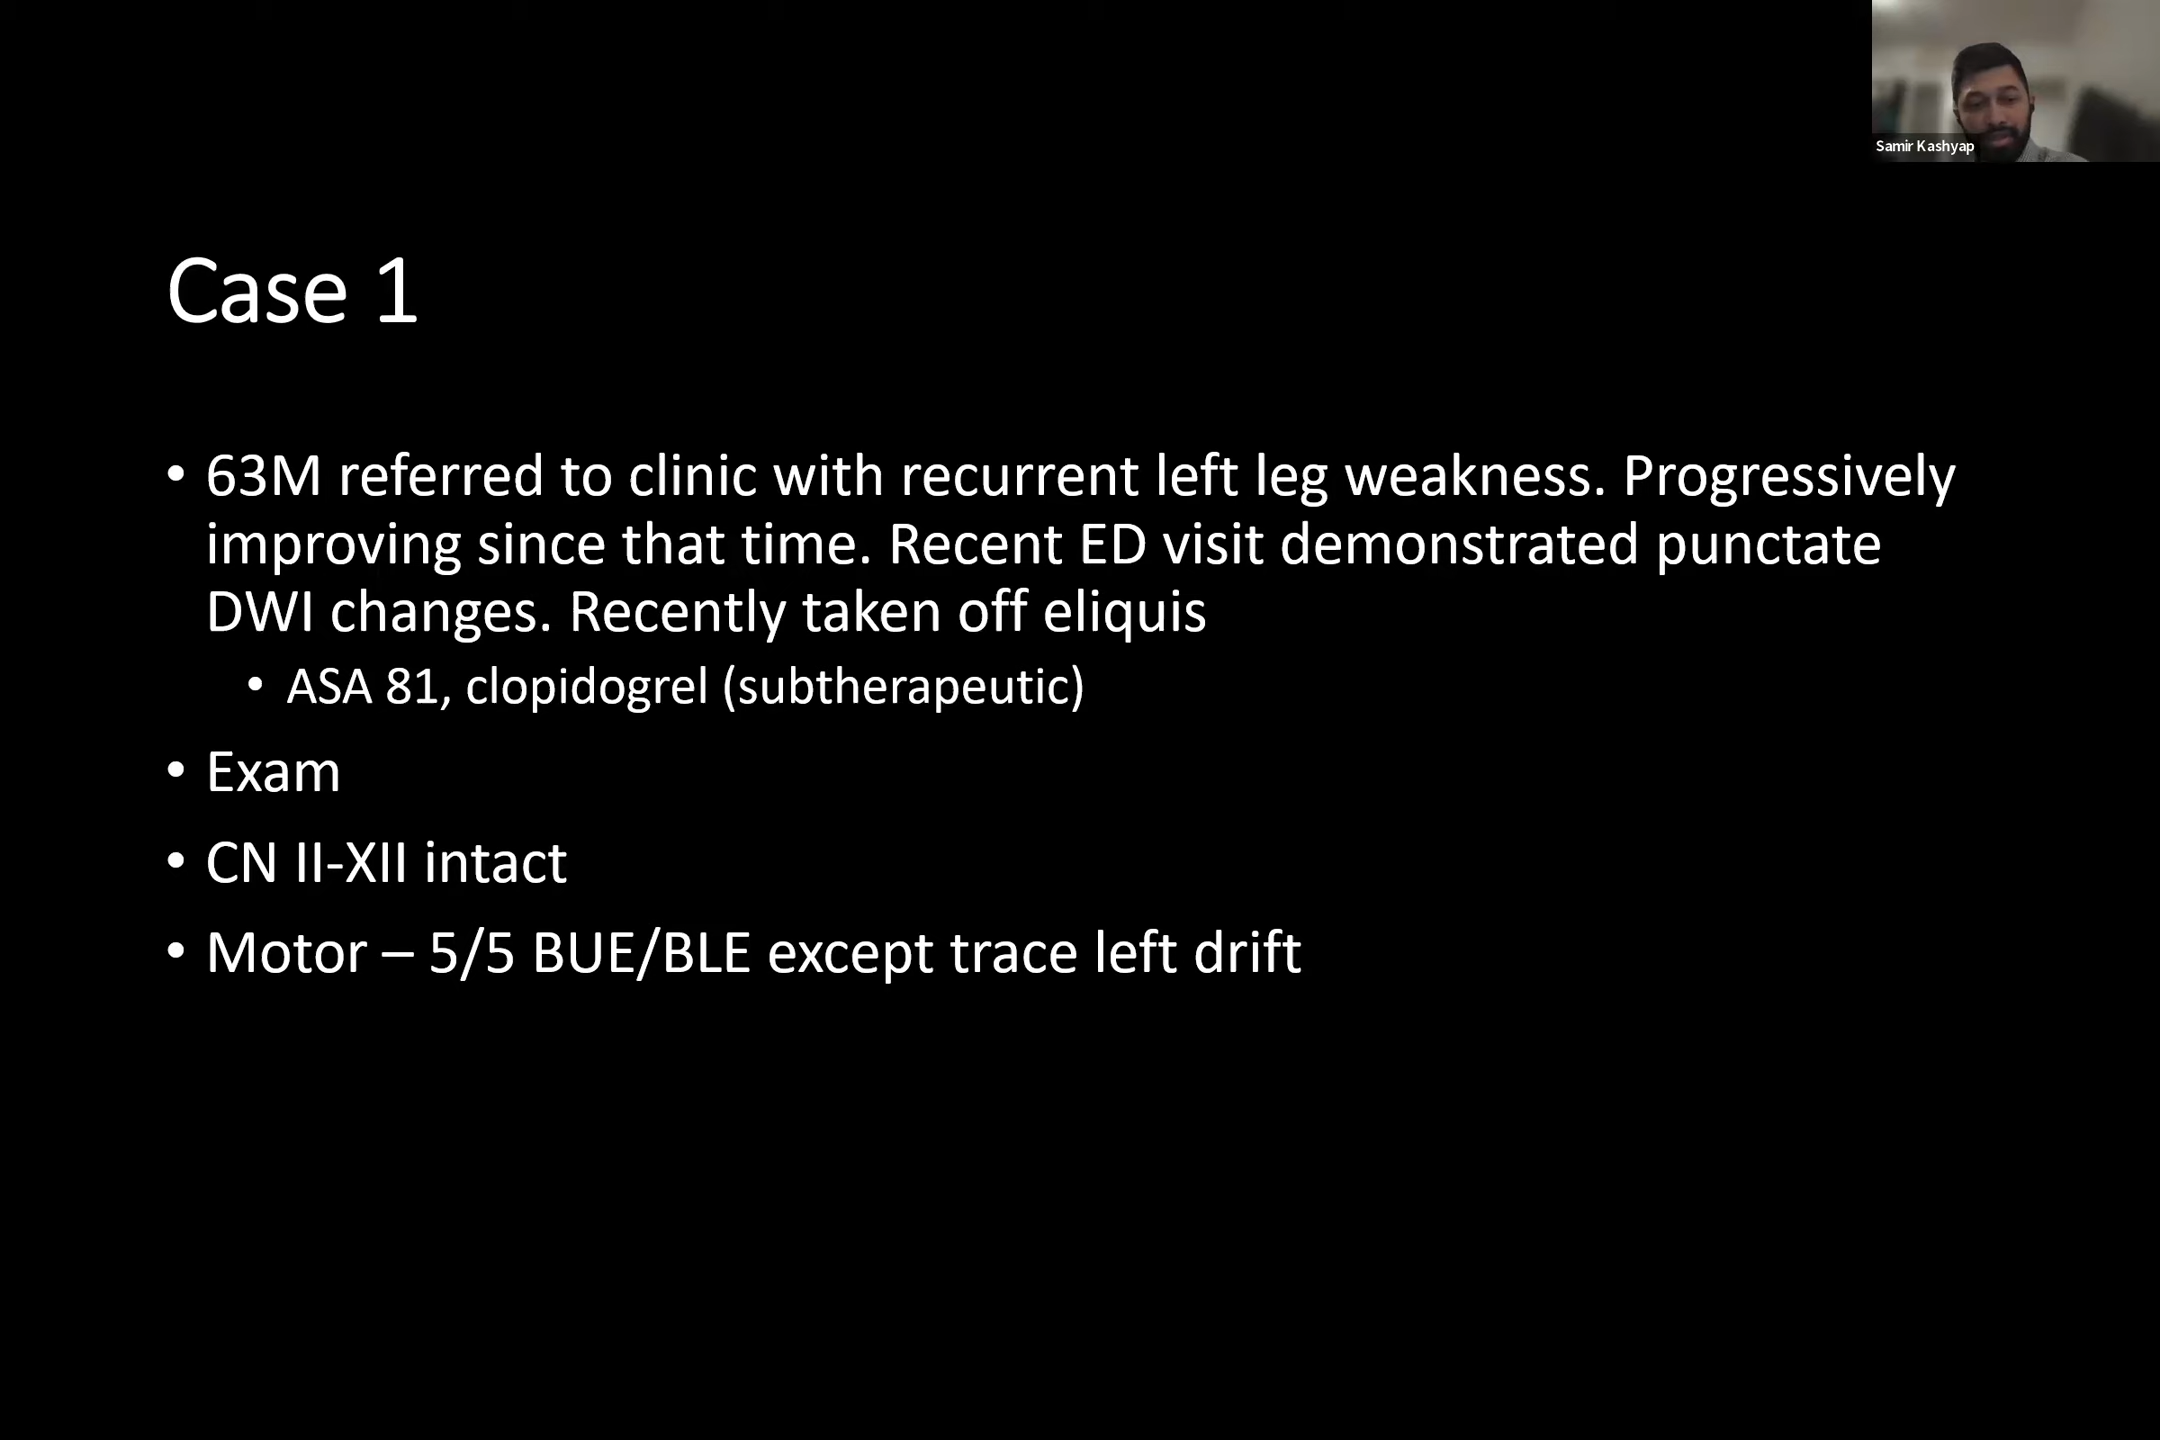 Samir Kashyap
Case 1
• 63M referred to clinic with recurrent left leg weakness. Progressively
improving since that time. Recent ED visit demonstrated punctate
DWI changes. Recently taken off eliquis
• ASA 81, clopidogrel (subtherapeutic)
• Exam
• CN II-XII intact
• Motor – 5/5 BUE/BLE except trace left drift